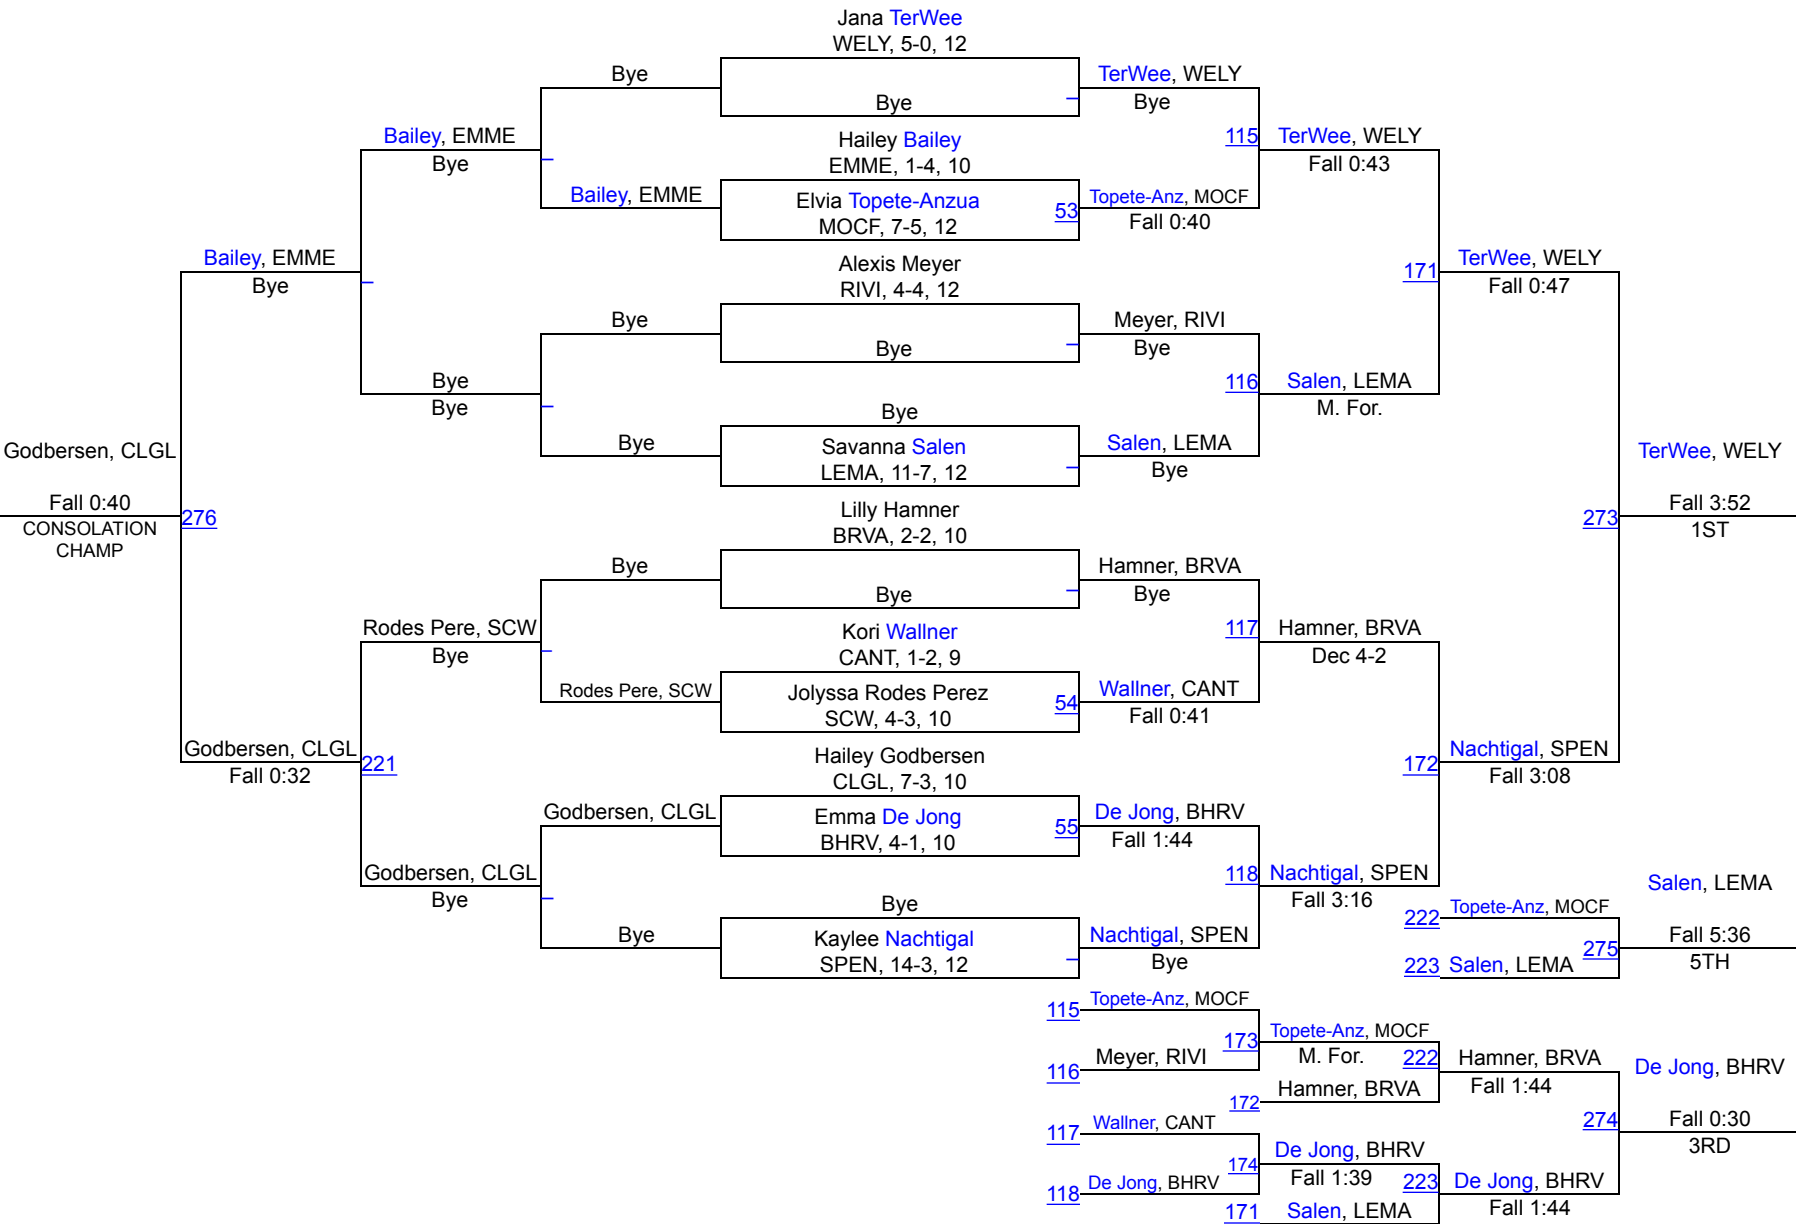 Jana TerWee
WELY, 5-0, 12
Bye
TerWee, WELY
Bye
Bye
Bailey, EMME
Bye
Hailey Bailey
EMME, 1-4, 10
115
TerWee, WELY
Fall 0:43
Bailey, EMME
Elvia Topete-Anzua
MOCF, 7-5, 12
53
Topete-Anz, MOCF
Fall 0:40
Bailey, EMME
Bye
Alexis Meyer
RIVI, 4-4, 12
171
TerWee, WELY
Fall 0:47
Bye
Bye
Meyer, RIVI
Bye
Bye
Bye
116
Salen, LEMA
M. For.
Bye
Bye
Savanna Salen
LEMA, 11-7, 12
Salen, LEMA
Bye
Godbersen, CLGL
Fall 0:40
CONSOLATION
CHAMP
276
TerWee, WELY
273
Fall 3:52
1ST
Lilly Hamner
BRVA, 2-2, 10
Bye
Bye
Hamner, BRVA
Bye
Rodes Pere, SCW
Bye
Kori Wallner
CANT, 1-2, 9
117
Hamner, BRVA
Dec 4-2
Rodes Pere, SCW
Jolyssa Rodes Perez
SCW, 4-3, 10
54
Wallner, CANT
Fall 0:41
Godbersen, CLGL
Fall 0:32
221
Hailey Godbersen
CLGL, 7-3, 10
172
Nachtigal, SPEN
Fall 3:08
Godbersen, CLGL
Emma De Jong
BHRV, 4-1, 10
55
De Jong, BHRV
Fall 1:44
Godbersen, CLGL
Bye
118
Nachtigal, SPEN
Fall 3:16
Bye
Bye
Kaylee Nachtigal
SPEN, 14-3, 12
Nachtigal, SPEN
Bye
222
Topete-Anz, MOCF
223
Salen, LEMA
275
Salen, LEMA
Fall 5:36
5TH
115
Topete-Anz, MOCF
116
Meyer, RIVI
173
Topete-Anz, MOCF
M. For.
172
Hamner, BRVA
222
Hamner, BRVA
Fall 1:44
117
Wallner, CANT
118
De Jong, BHRV
174
De Jong, BHRV
Fall 1:39
171
Salen, LEMA
223
De Jong, BHRV
Fall 1:44
274
De Jong, BHRV
Fall 0:30
3RD